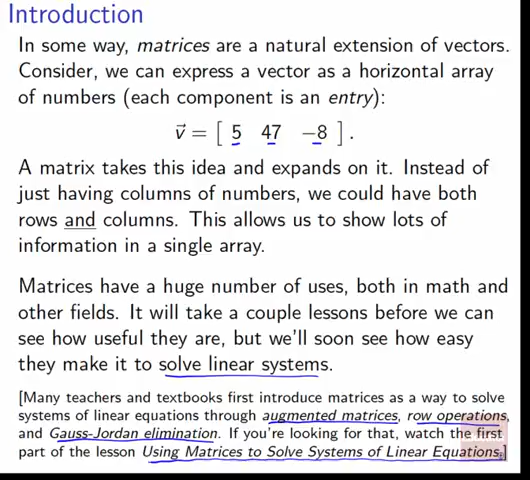 Introduction
In some way, matrices are a natural extension of vectors.
Consider, we can express a vector as a horizontal array
of numbers (each component is an entry):
v⃗ = [ 5 47 −8 ] .
A matrix takes this idea and expands on it. Instead of
just having columns of numbers, we could have both
rows and columns. This allows us to show lots of
information in a single array.
Matrices have a huge number of uses, both in math and
other fields. It will take a couple lessons before we can
see how useful they are, but we'll soon see how easy
they make it to solve linear systems.
[Many teachers and textbooks first introduce matrices as a way to solve
systems of linear equations through augmented matrices, row operations,
and Gauss-Jordan elimination. If you're looking for that, watch the first
part of the lesson Using Matrices to Solve Systems of Linear Equations.]